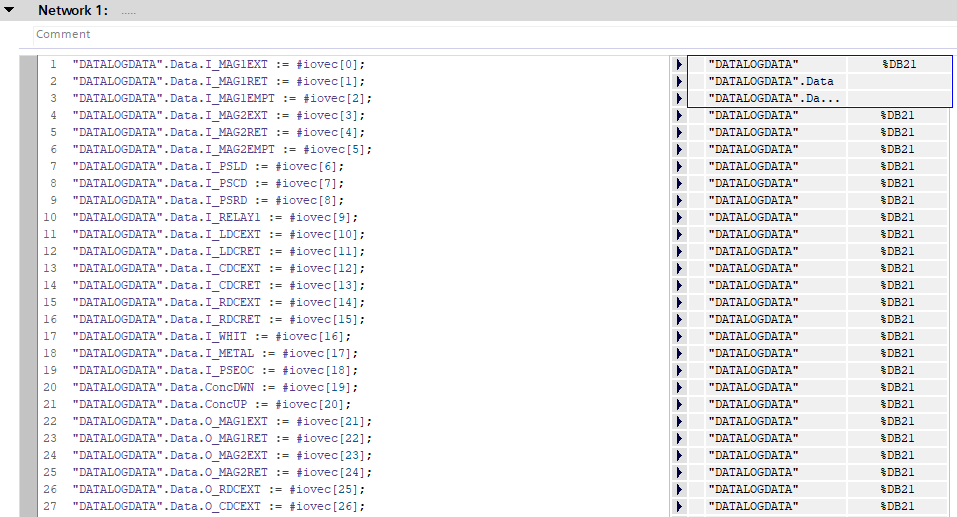 Network 1: .....
Comment
1 "DATALOGDATA".Data.I_MAG1EXT := #iovec[0]; "DATALOGDATA" %DB21
2 "DATALOGDATA".Data.I_MAG1RET := #iovec[1]; "DATALOGDATA".Data
3 "DATALOGDATA".Data.I_MAG1EMPT := #iovec[2]; "DATALOGDATA".Da...
4 "DATALOGDATA".Data.I_MAG2EXT := #iovec[3]; "DATALOGDATA" %DB21
5 "DATALOGDATA".Data.I_MAG2RET := #iovec[4]; "DATALOGDATA" %DB21
6 "DATALOGDATA".Data.I_MAG2EMPT := #iovec[5]; "DATALOGDATA" %DB21
7 "DATALOGDATA".Data.I_PSLD := #iovec[6]; "DATALOGDATA" %DB21
8 "DATALOGDATA".Data.I_PSCD := #iovec[7]; "DATALOGDATA" %DB21
9 "DATALOGDATA".Data.I_PSRD := #iovec[8]; "DATALOGDATA" %DB21
10 "DATALOGDATA".Data.I_RELAY1 := #iovec[9]; "DATALOGDATA" %DB21
11 "DATALOGDATA".Data.I_LDCEXT := #iovec[10]; "DATALOGDATA" %DB21
12 "DATALOGDATA".Data.I_LDCRET := #iovec[11]; "DATALOGDATA" %DB21
13 "DATALOGDATA".Data.I_CDCEXT := #iovec[12]; "DATALOGDATA" %DB21
14 "DATALOGDATA".Data.I_CDCRET := #iovec[13]; "DATALOGDATA" %DB21
15 "DATALOGDATA".Data.I_RDCEXT := #iovec[14]; "DATALOGDATA" %DB21
16 "DATALOGDATA".Data.I_RDCRET := #iovec[15]; "DATALOGDATA" %DB21
17 "DATALOGDATA".Data.I_WHIT := #iovec[16]; "DATALOGDATA" %DB21
18 "DATALOGDATA".Data.I_METAL := #iovec[17]; "DATALOGDATA" %DB21
19 "DATALOGDATA".Data.I_PSEOC := #iovec[18]; "DATALOGDATA" %DB21
20 "DATALOGDATA".Data.ConcDWN := #iovec[19]; "DATALOGDATA" %DB21
21 "DATALOGDATA".Data.ConcUP := #iovec[20]; "DATALOGDATA" %DB21
22 "DATALOGDATA".Data.O_MAG1EXT := #iovec[21]; "DATALOGDATA" %DB21
23 "DATALOGDATA".Data.O_MAG1RET := #iovec[22]; "DATALOGDATA" %DB21
24 "DATALOGDATA".Data.O_MAG2EXT := #iovec[23]; "DATALOGDATA" %DB21
25 "DATALOGDATA".Data.O_MAG2RET := #iovec[24]; "DATALOGDATA" %DB21
26 "DATALOGDATA".Data.O_RDCEXT := #iovec[25]; "DATALOGDATA" %DB21
27 "DATALOGDATA".Data.O_CDCEXT := #iovec[26]; "DATALOGDATA" %DB21